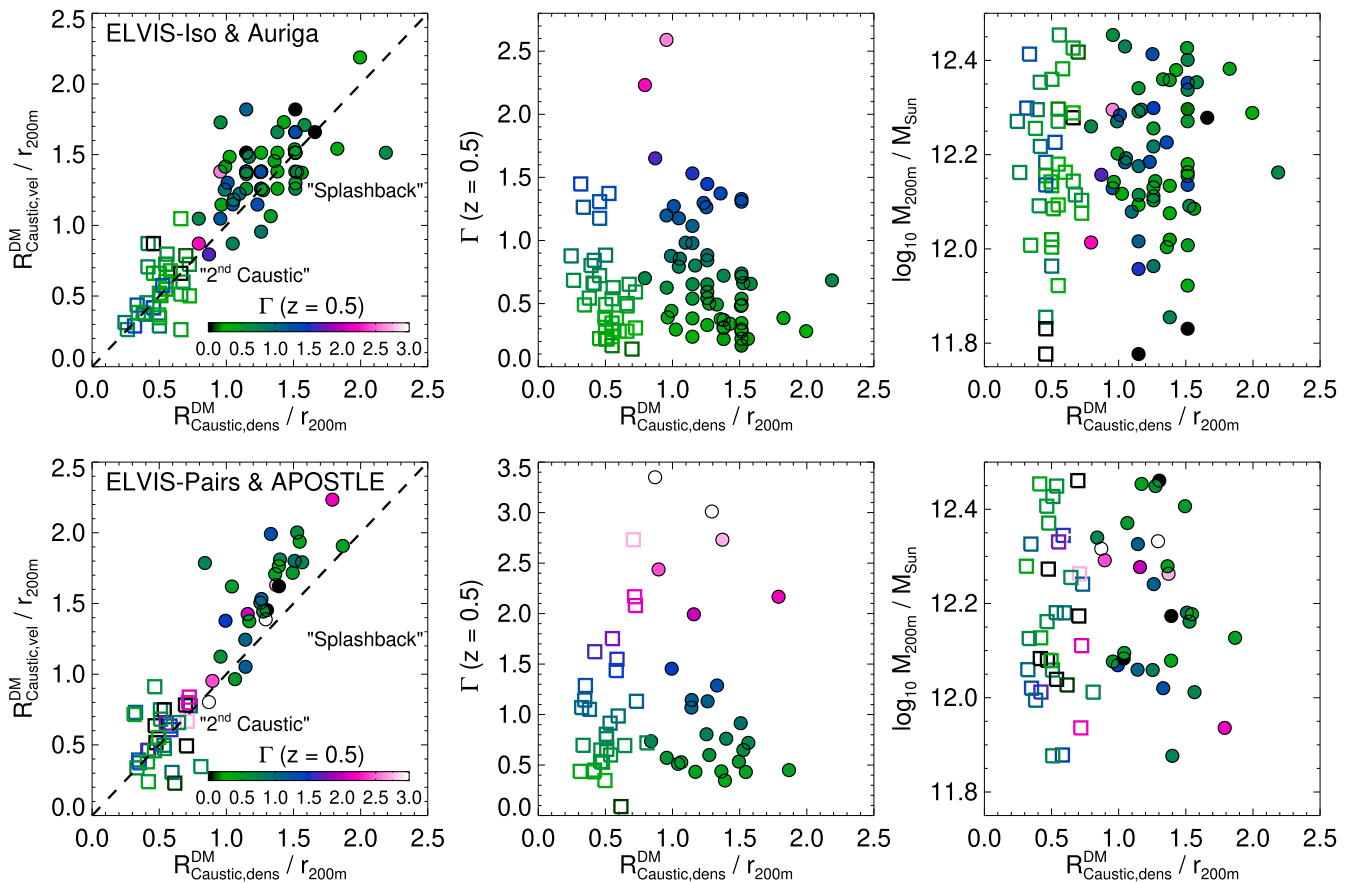 ELVIS-Iso & Auriga
"Splashback"
"2nd Caustic"
Γ (z = 0.5)
0.0 0.5 1.0 1.5 2.0 2.5 3.0
2.5
2.0
1.5
1.0
0.5
0.0
0.0 0.5 1.0 1.5 2.0 2.5
R^DM_Caustic,vel / r_200m
R^DM_Caustic,dens / r_200m
2.5
2.0
1.5
1.0
0.5
0.0
0.0 0.5 1.0 1.5 2.0 2.5
Γ (z = 0.5)
R^DM_Caustic,dens / r_200m
12.4
12.2
12.0
11.8
0.0 0.5 1.0 1.5 2.0 2.5
log10 M_200m / M_Sun
R^DM_Caustic,dens / r_200m
ELVIS-Pairs & APOSTLE
"Splashback"
"2nd Caustic"
Γ (z = 0.5)
0.0 0.5 1.0 1.5 2.0 2.5 3.0
2.5
2.0
1.5
1.0
0.5
0.0
0.0 0.5 1.0 1.5 2.0 2.5
R^DM_Caustic,vel / r_200m
R^DM_Caustic,dens / r_200m
3.5
3.0
2.5
2.0
1.5
1.0
0.5
0.0
0.0 0.5 1.0 1.5 2.0 2.5
Γ (z = 0.5)
R^DM_Caustic,dens / r_200m
12.4
12.2
12.0
11.8
0.0 0.5 1.0 1.5 2.0 2.5
log10 M_200m / M_Sun
R^DM_Caustic,dens / r_200m